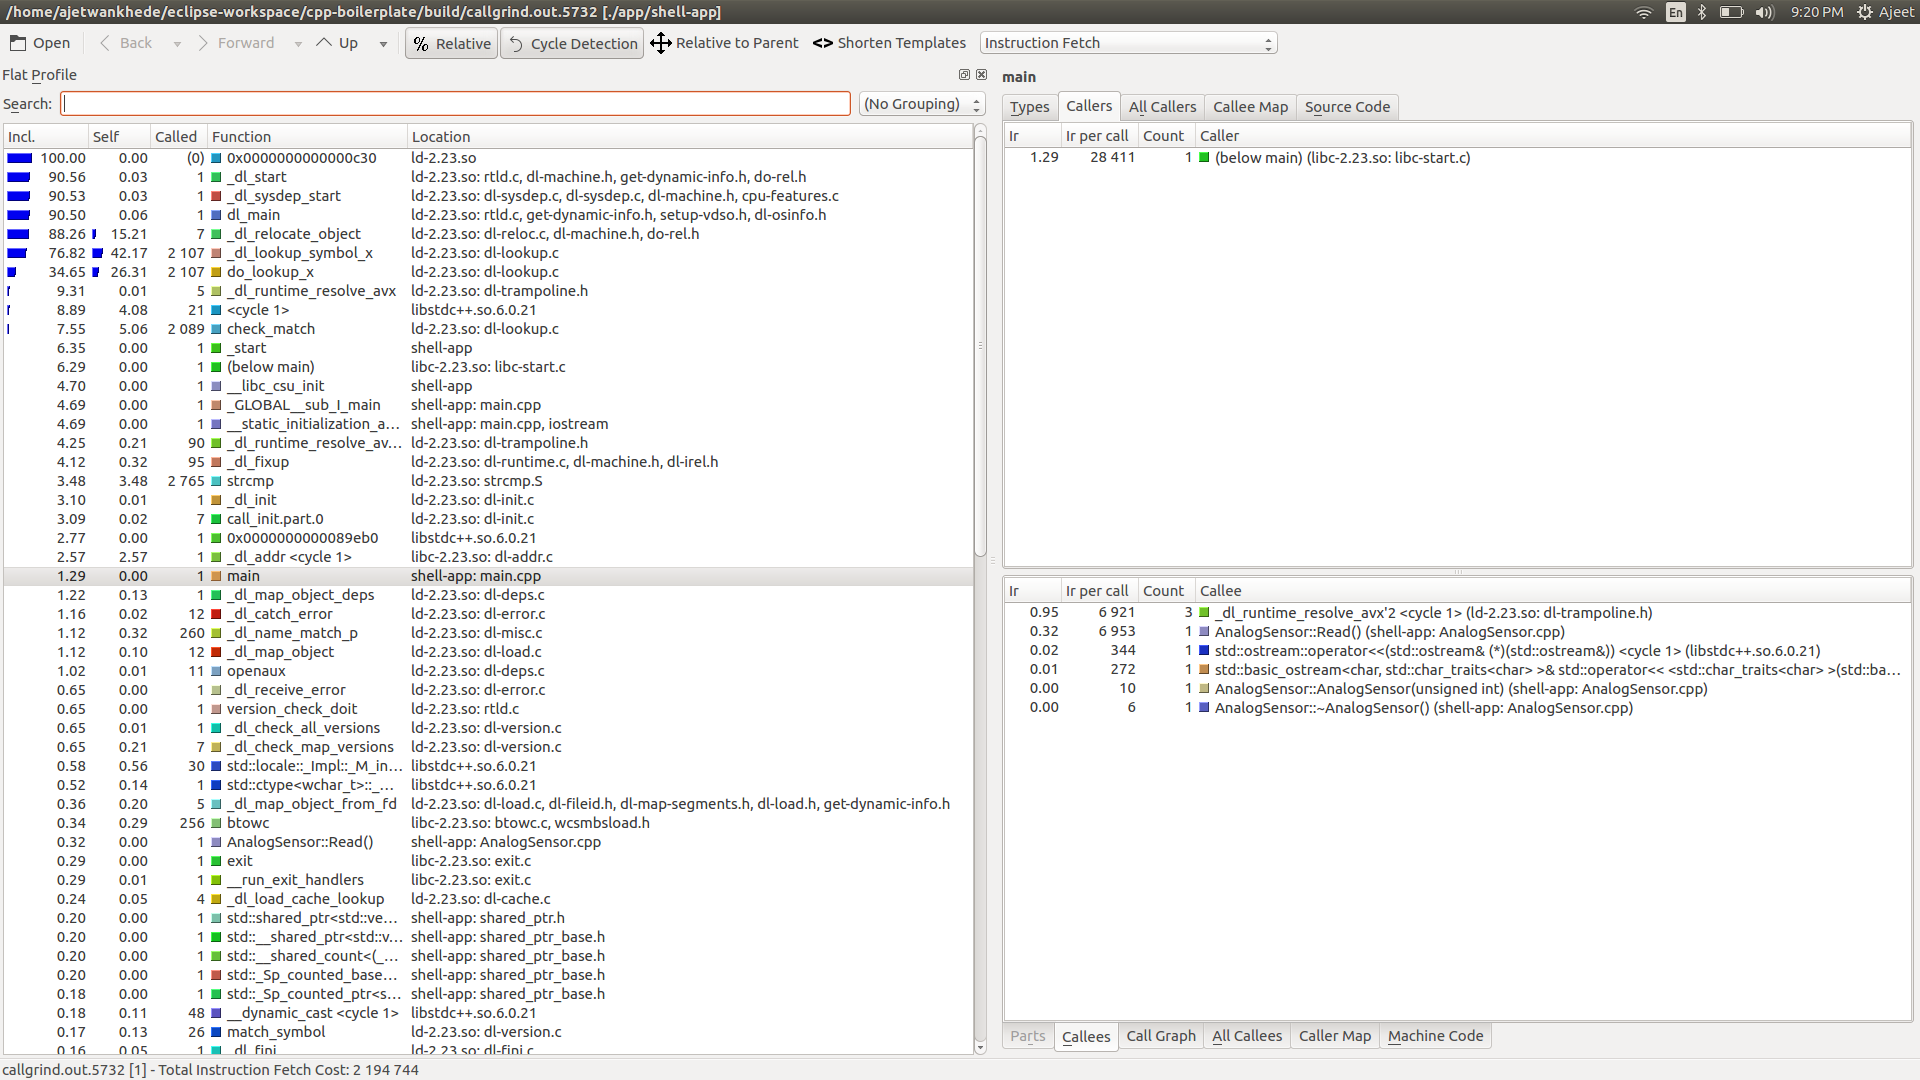 /home/ajetwankhede/eclipse-workspace/cpp-boilerplate/build/callgrind.out.5732 [./app/shell-app] En 9:20 PM Ajeet
Open Back Forward Up % Relative Cycle Detection Relative to Parent <> Shorten Templates Instruction Fetch
Flat Profile
Search: (No Grouping)
Incl. Self Called Function Location
100.00 0.00 (0) 0x0000000000000c30 ld-2.23.so
90.56 0.03 1 _dl_start ld-2.23.so: rtld.c, dl-machine.h, get-dynamic-info.h, do-rel.h
90.53 0.03 1 _dl_sysdep_start ld-2.23.so: dl-sysdep.c, dl-sysdep.c, dl-machine.h, cpu-features.c
90.50 0.06 1 dl_main ld-2.23.so: rtld.c, get-dynamic-info.h, setup-vdso.h, dl-osinfo.h
88.26 15.21 7 _dl_relocate_object ld-2.23.so: dl-reloc.c, dl-machine.h, do-rel.h
76.82 42.17 2 107 _dl_lookup_symbol_x ld-2.23.so: dl-lookup.c
34.65 26.31 2 107 do_lookup_x ld-2.23.so: dl-lookup.c
9.31 0.01 5 _dl_runtime_resolve_avx ld-2.23.so: dl-trampoline.h
8.89 4.08 21 <cycle 1> libstdc++.so.6.0.21
7.55 5.06 2 089 check_match ld-2.23.so: dl-lookup.c
6.35 0.00 1 _start shell-app
6.29 0.00 1 (below main) libc-2.23.so: libc-start.c
4.70 0.00 1 __libc_csu_init shell-app
4.69 0.00 1 _GLOBAL__sub_I_main shell-app: main.cpp
4.69 0.00 1 __static_initialization_a... shell-app: main.cpp, iostream
4.25 0.21 90 _dl_runtime_resolve_av... ld-2.23.so: dl-trampoline.h
4.12 0.32 95 _dl_fixup ld-2.23.so: dl-runtime.c, dl-machine.h, dl-irel.h
3.48 3.48 2 765 strcmp ld-2.23.so: strcmp.S
3.10 0.01 1 _dl_init ld-2.23.so: dl-init.c
3.09 0.02 7 call_init.part.0 ld-2.23.so: dl-init.c
2.77 0.00 1 0x0000000000089eb0 libstdc++.so.6.0.21
2.57 2.57 1 _dl_addr <cycle 1> libc-2.23.so: dl-addr.c
1.29 0.00 1 main shell-app: main.cpp
1.22 0.13 1 _dl_map_object_deps ld-2.23.so: dl-deps.c
1.16 0.02 12 _dl_catch_error ld-2.23.so: dl-error.c
1.12 0.32 260 _dl_name_match_p ld-2.23.so: dl-misc.c
1.12 0.10 12 _dl_map_object ld-2.23.so: dl-load.c
1.02 0.01 11 openaux ld-2.23.so: dl-deps.c
0.65 0.00 1 _dl_receive_error ld-2.23.so: dl-error.c
0.65 0.00 1 version_check_doit ld-2.23.so: rtld.c
0.65 0.01 1 _dl_check_all_versions ld-2.23.so: dl-version.c
0.65 0.21 7 _dl_check_map_versions ld-2.23.so: dl-version.c
0.58 0.56 30 std::locale::_Impl::_M_in... libstdc++.so.6.0.21
0.52 0.14 1 std::ctype<wchar_t>::_... libstdc++.so.6.0.21
0.36 0.20 5 _dl_map_object_from_fd ld-2.23.so: dl-load.c, dl-fileid.h, dl-map-segments.h, dl-load.h, get-dynamic-info.h
0.34 0.29 256 btowc libc-2.23.so: btowc.c, wcsmbsload.h
0.32 0.00 1 AnalogSensor::Read() shell-app: AnalogSensor.cpp
0.29 0.00 1 exit libc-2.23.so: exit.c
0.29 0.01 1 __run_exit_handlers libc-2.23.so: exit.c
0.24 0.05 4 _dl_load_cache_lookup ld-2.23.so: dl-cache.c
0.20 0.00 1 std::shared_ptr<std::ve... shell-app: shared_ptr.h
0.20 0.00 1 std::__shared_ptr<std::v... shell-app: shared_ptr_base.h
0.20 0.00 1 std::__shared_count<(_... shell-app: shared_ptr_base.h
0.20 0.00 1 std::_Sp_counted_base... shell-app: shared_ptr_base.h
0.18 0.00 1 std::_Sp_counted_ptr<s... shell-app: shared_ptr_base.h
0.18 0.11 48 __dynamic_cast <cycle 1> libstdc++.so.6.0.21
0.17 0.13 26 match_symbol ld-2.23.so: dl-version.c
0.16 0.05 1 _dl_fini ld-2.23.so: dl-fini.c
main
Types Callers All Callers Callee Map Source Code
Ir Ir per call Count Caller
1.29 28 411 1 (below main) (libc-2.23.so: libc-start.c)
Ir Ir per call Count Callee
0.95 6 921 3 _dl_runtime_resolve_avx'2 <cycle 1> (ld-2.23.so: dl-trampoline.h)
0.32 6 953 1 AnalogSensor::Read() (shell-app: AnalogSensor.cpp)
0.02 344 1 std::ostream::operator<<(std::ostream& (*)(std::ostream&)) <cycle 1> (libstdc++.so.6.0.21)
0.01 272 1 std::basic_ostream<char, std::char_traits<char> >& std::operator<< <std::char_traits<char> >(std::ba...
0.00 10 1 AnalogSensor::AnalogSensor(unsigned int) (shell-app: AnalogSensor.cpp)
0.00 6 1 AnalogSensor::~AnalogSensor() (shell-app: AnalogSensor.cpp)
Parts Callees Call Graph All Callees Caller Map Machine Code
callgrind.out.5732 [1] - Total Instruction Fetch Cost: 2 194 744